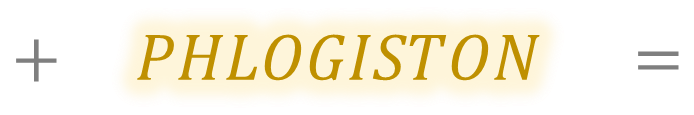 + PHLOGISTON =